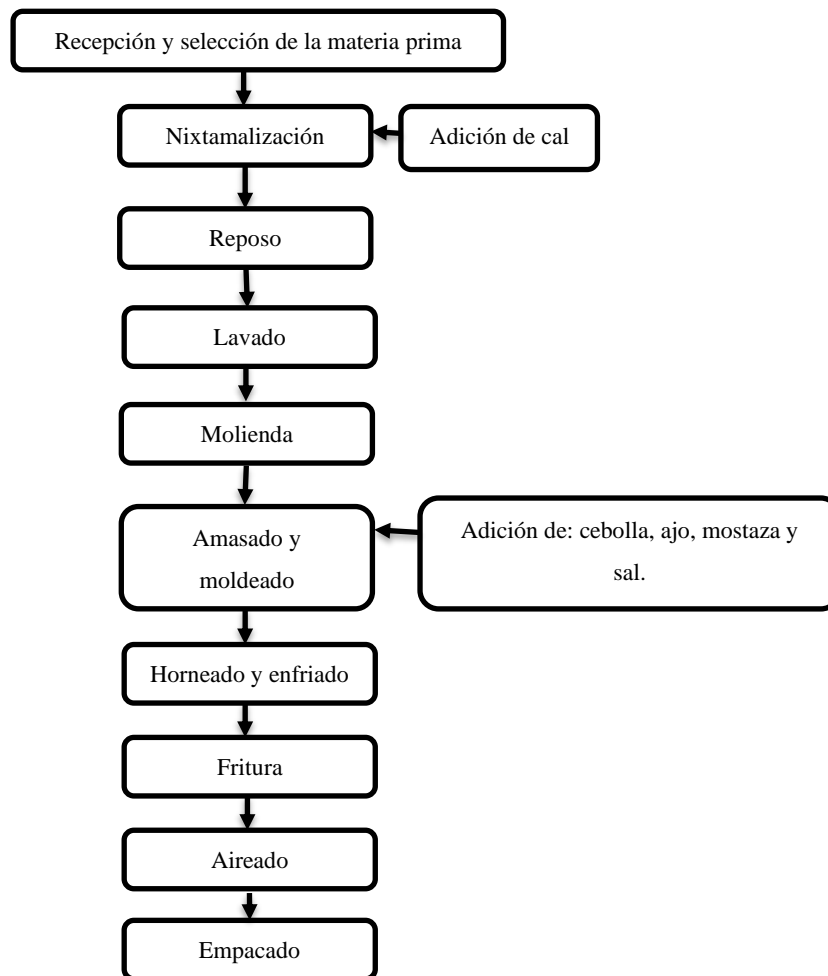 Recepción y selección de la materia prima
Nixtamalización
Adición de cal
Reposo
Lavado
Molienda
Amasado y
moldeado
Adición de: cebolla, ajo, mostaza y
sal.
Horneado y enfriado
Fritura
Aireado
Empacado